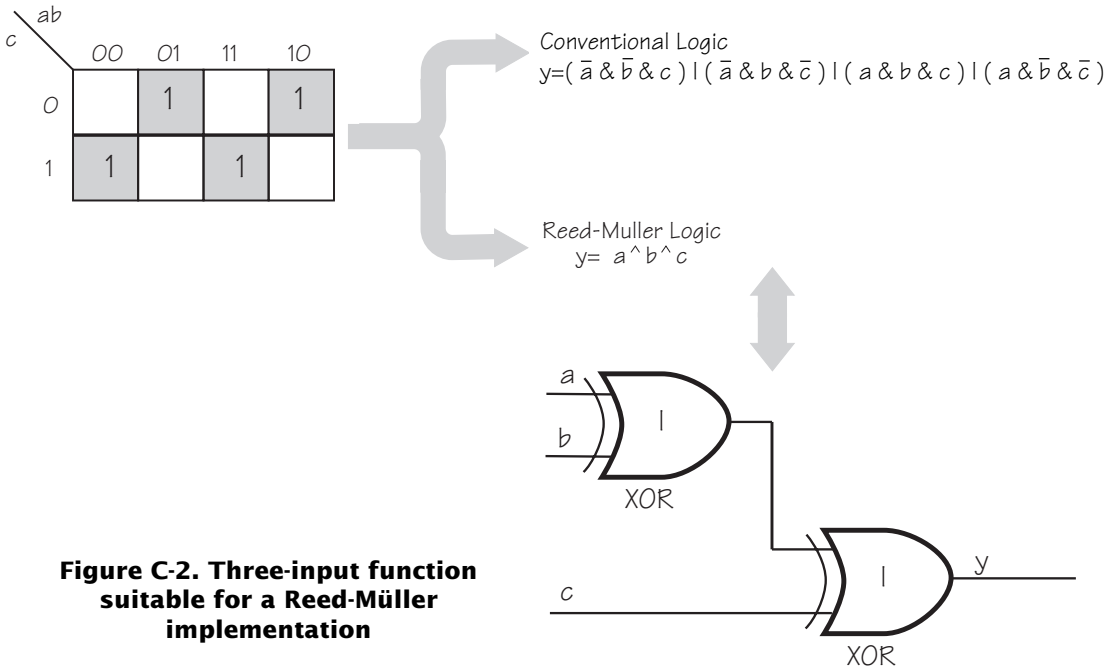 ab
c
00 01 11 10
0 1 1
1 1 1
Conventional Logic
y=( a̅ & b̅ & c ) | ( a̅ & b & c̅ ) | ( a & b & c ) | ( a & b̅ & c̅ )
Reed-Muller Logic
y= a ^ b ^ c
a
b
|
XOR
c
|
y
XOR
Figure C-2. Three-input function
suitable for a Reed-Müller
implementation